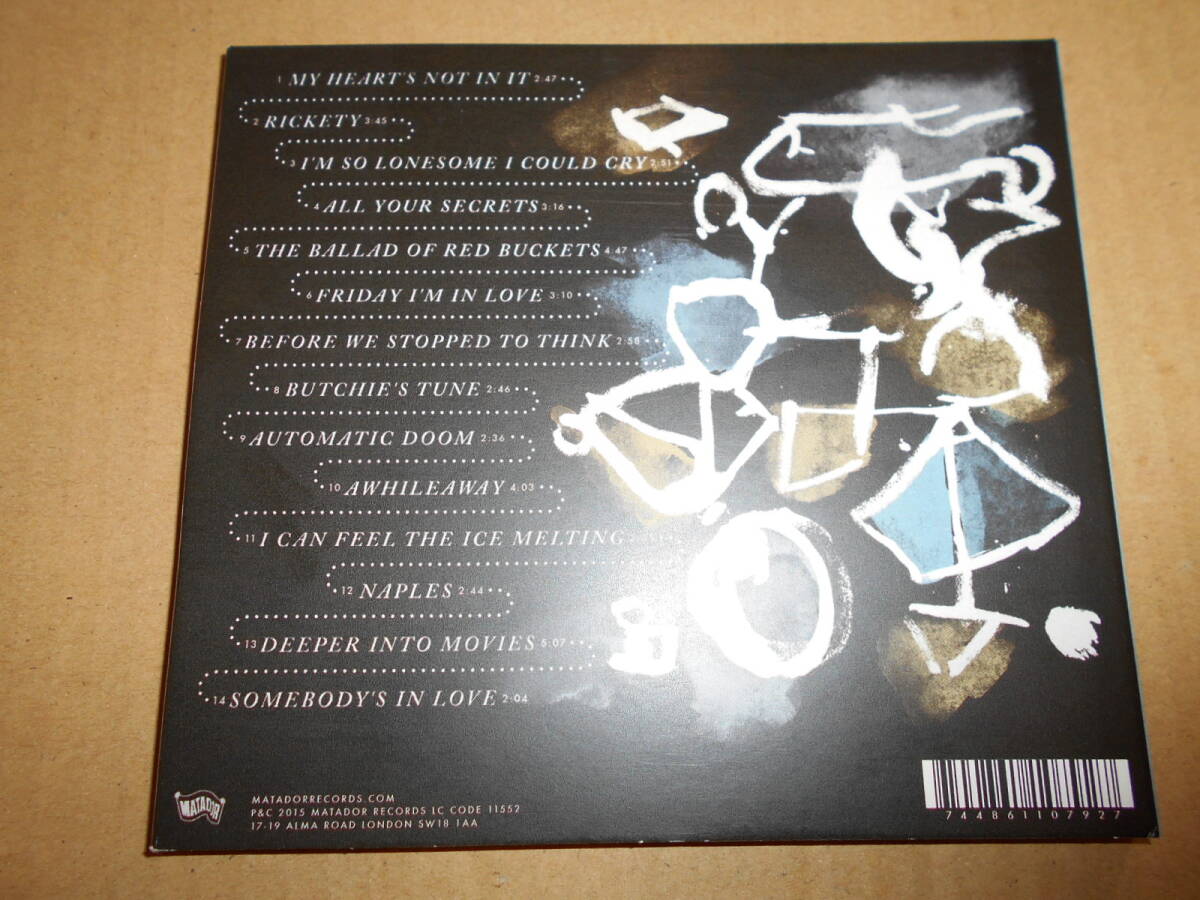 1 MY HEART'S NOT IN IT 2:47
2 RICKETY 3:45
3 I'M SO LONESOME I COULD CRY 2:51
4 ALL YOUR SECRETS 3:16
5 THE BALLAD OF RED BUCKETS 4:47
6 FRIDAY I'M IN LOVE 3:10
7 BEFORE WE STOPPED TO THINK 2:58
8 BUTCHIE'S TUNE 2:46
9 AUTOMATIC DOOM 2:36
10 AWHILEAWAY 4:03
11 I CAN FEEL THE ICE MELTING
12 NAPLES 2:44
13 DEEPER INTO MOVIES 5:07
14 SOMEBODY'S IN LOVE 2:04
MATADOR
MATADORRECORDS.COM
P&C 2015 MATADOR RECORDS LC CODE 11552
17-19 ALMA ROAD LONDON SW18 1AA
744861107927